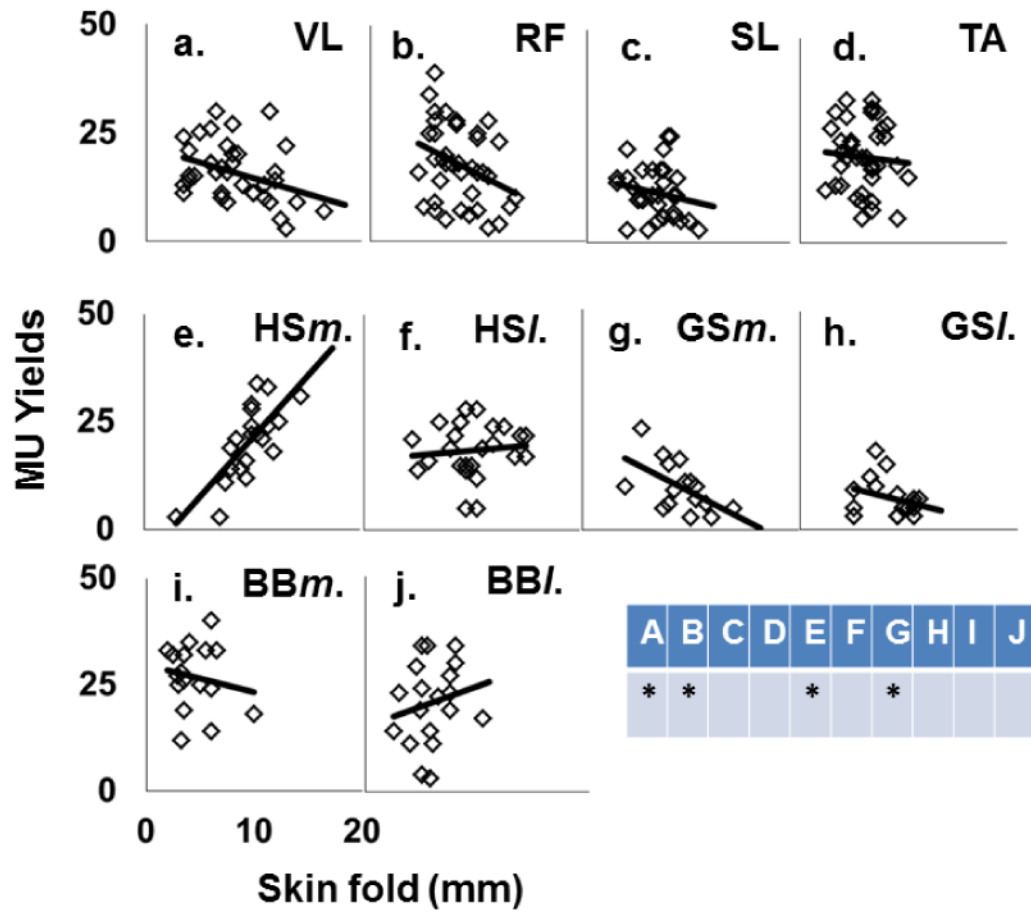 50
a. VL
b. RF
c. SL
d. TA
25
0
MU Yields
50
e. HSm.
f. HSl.
g. GSm.
h. GSl.
25
0
50
i. BBm.
j. BBl.
25
0
0 10 20
Skin fold (mm)
A B C D E F G H I J
* * * *